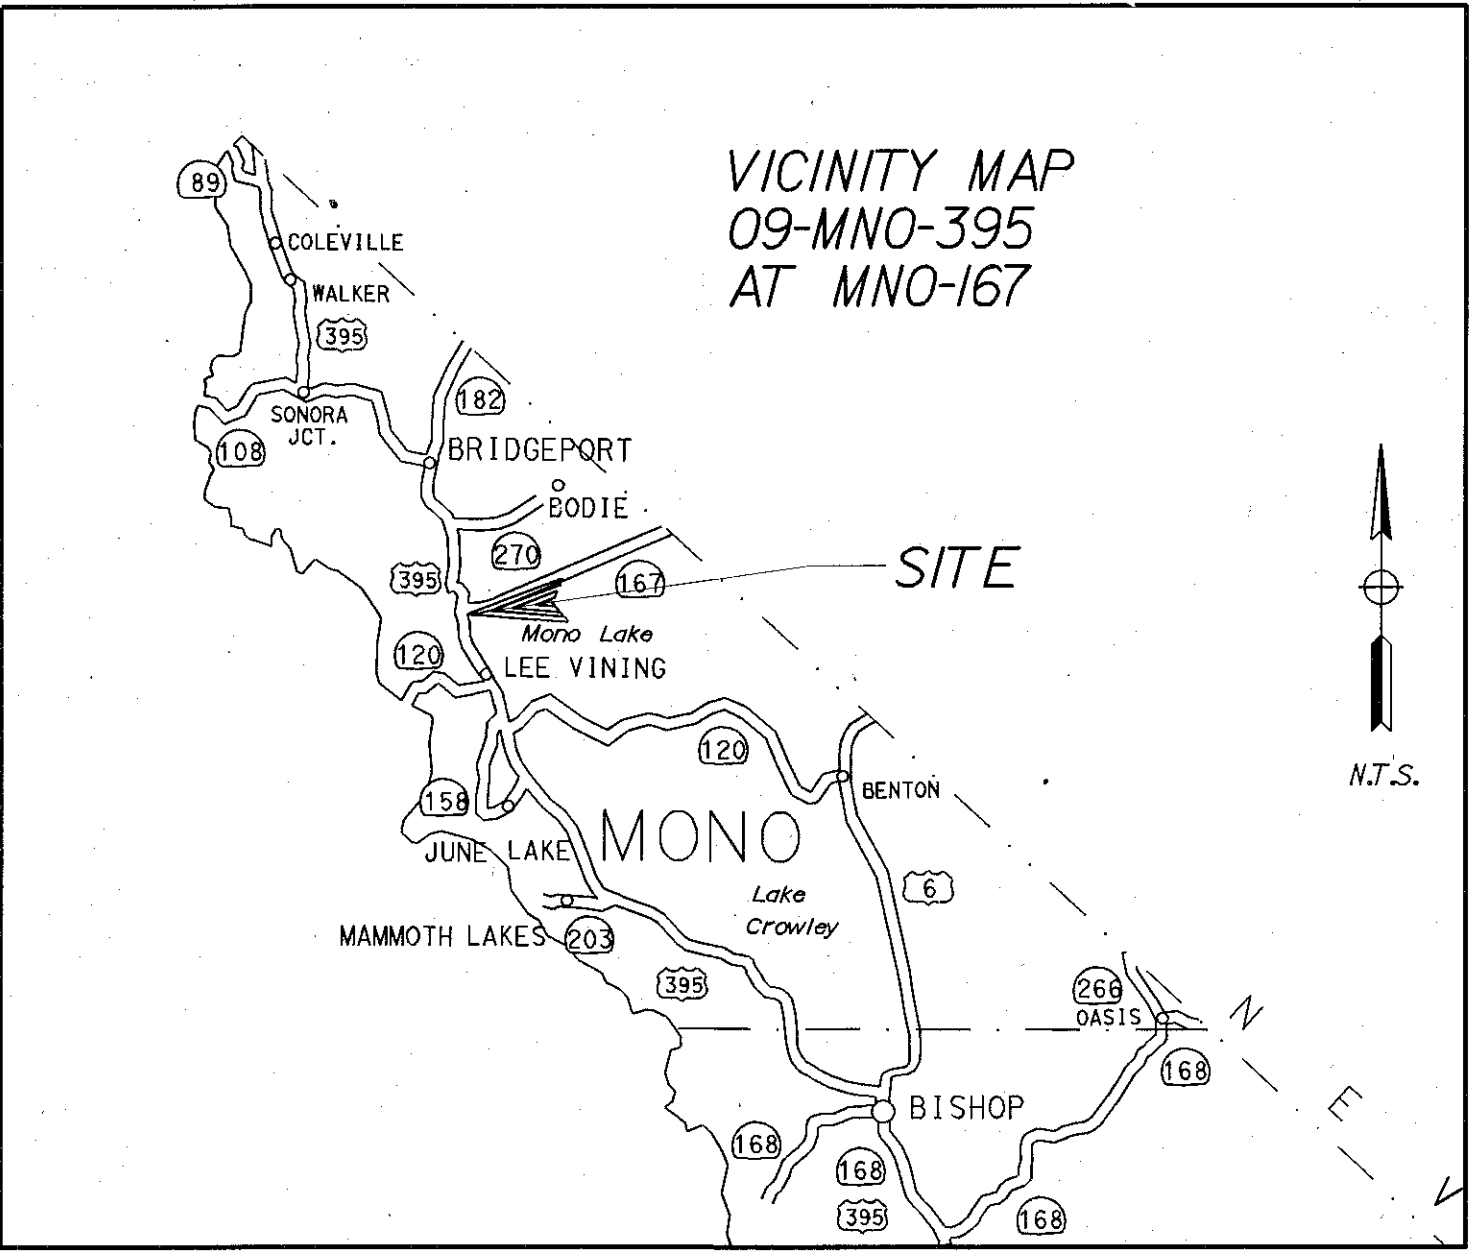 VICINITY MAP
09-MNO-395
AT MNO-167
89
COLEVILLE
WALKER
395
182
SONORA
JCT.
108
BRIDGEPORT
BODIE
270
395
167
SITE
Mono Lake
120
LEE VINING
120
BENTON
N.T.S.
158
MONO
JUNE LAKE
6
Lake
Crowley
MAMMOTH LAKES
203
395
266
OASIS
N
168
E
BISHOP
168
168
V
395
168